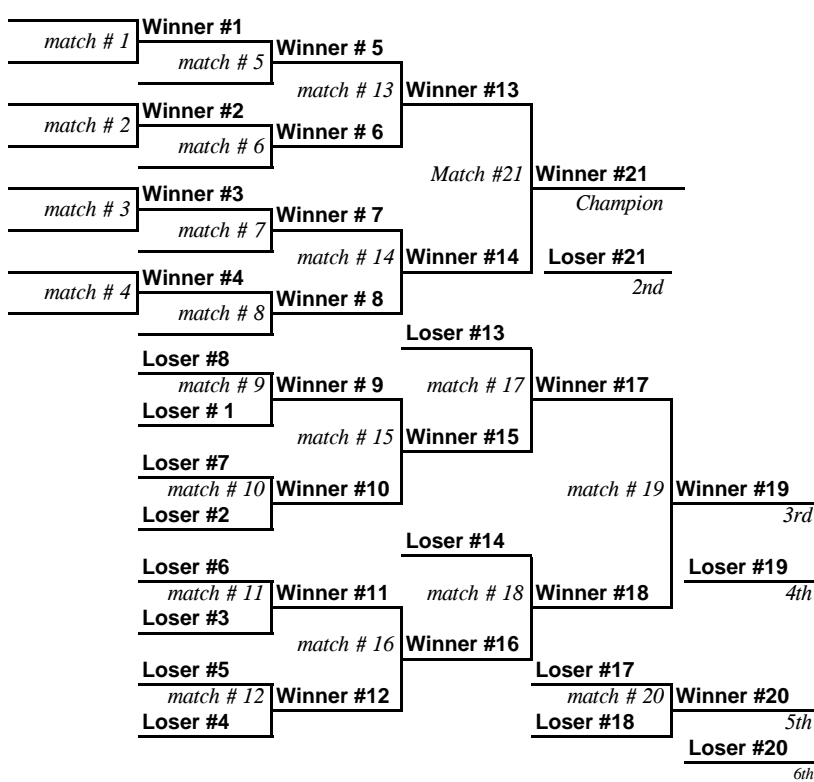 Winner #1
match # 1
Winner # 5
match # 5
match # 13
Winner #13
Winner #2
match # 2
Winner # 6
match # 6
Match #21
Winner #21
Champion
Winner #3
match # 3
Winner # 7
match # 7
match # 14
Winner #14
Loser #21
2nd
Winner #4
match # 4
Winner # 8
match # 8
Loser #13
Loser #8
match # 9
Winner # 9
match # 17
Winner #17
Loser # 1
match # 15
Winner #15
Loser #7
match # 10
Winner #10
match # 19
Winner #19
3rd
Loser #2
Loser #14
Loser #6
Loser #19
match # 11
Winner #11
match # 18
Winner #18
4th
Loser #3
match # 16
Winner #16
Loser #5
Loser #17
match # 12
Winner #12
match # 20
Winner #20
Loser #4
Loser #18
5th
Loser #20
6th